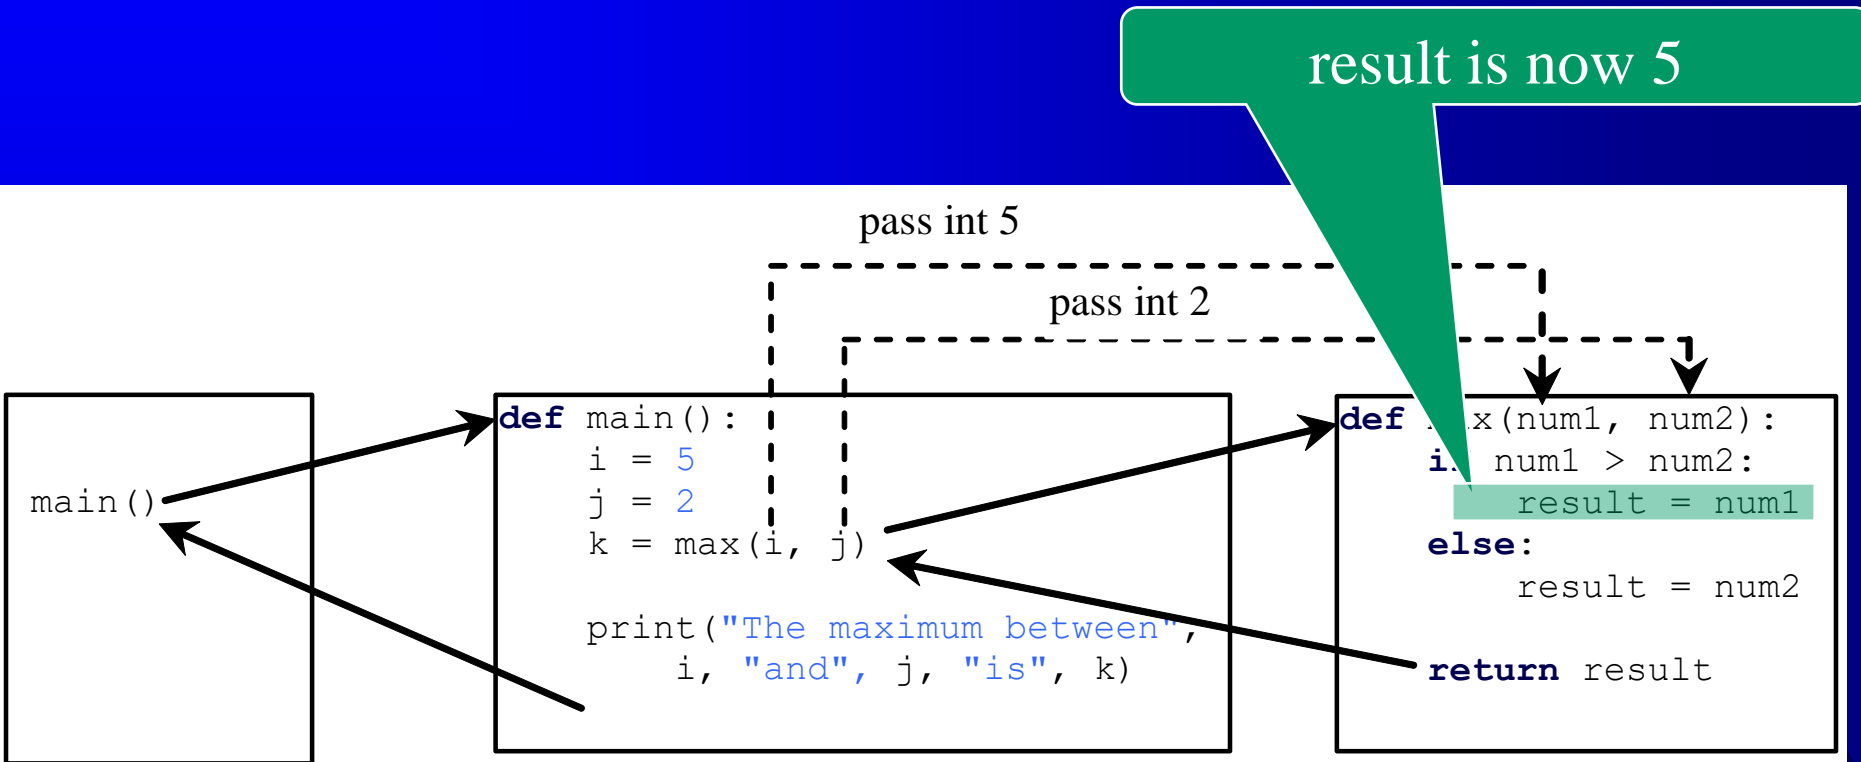 result is now 5
pass int 5
pass int 2
main()
def main():
    i = 5
    j = 2
    k = max(i, j)
    print("The maximum between",
        i, "and", j, "is", k)
def x(num1, num2):
    i num1 > num2:
        result = num1
    else:
        result = num2
    return result